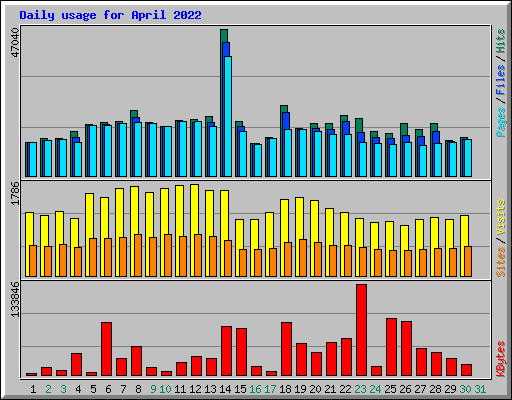 Daily usage for April 2022
47040
Pages / Files / Hits
1786
Sites / Visits
133846
KBytes
1 2 3 4 5 6 7 8 9 10 11 12 13 14 15 16 17 18 19 20 21 22 23 24 25 26 27 28 29 30 31